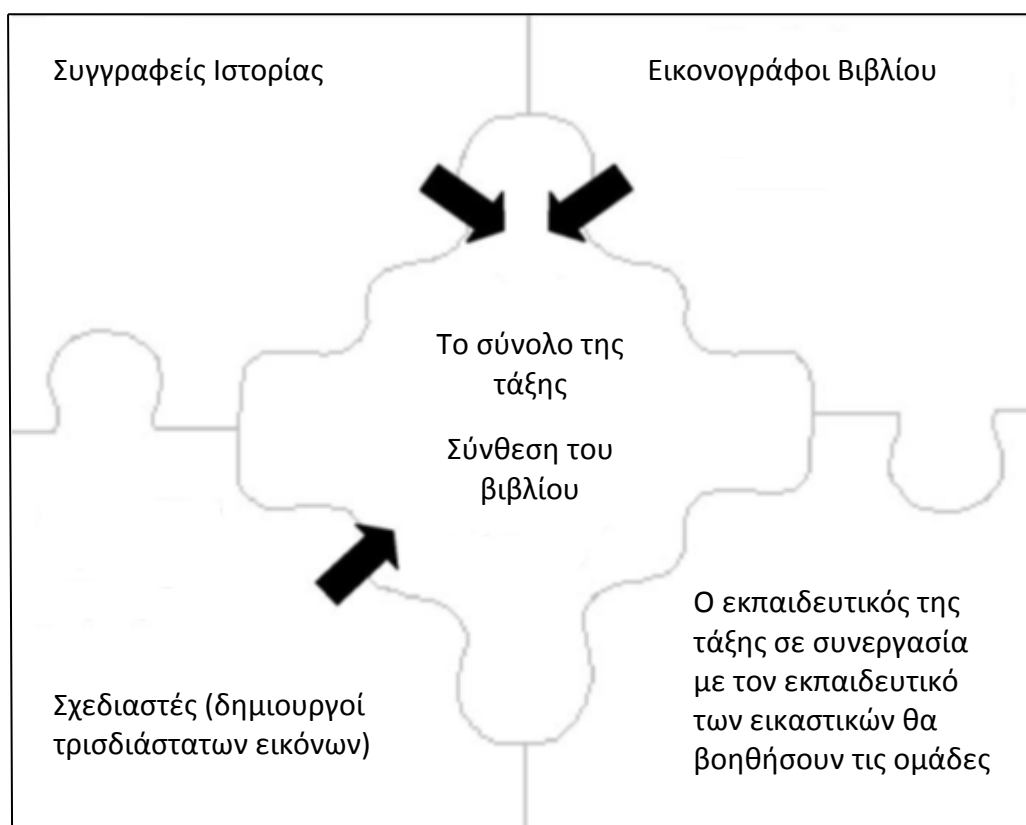 Συγγραφείς Ιστορίας
Εικονογράφοι Βιβλίου
Το σύνολο της
τάξης
Σύνθεση του
βιβλίου
Σχεδιαστές (δημιουργοί
τρισδιάστατων εικόνων)
Ο εκπαιδευτικός της
τάξης σε συνεργασία
με τον εκπαιδευτικό
των εικαστικών θα
βοηθήσουν τις ομάδες